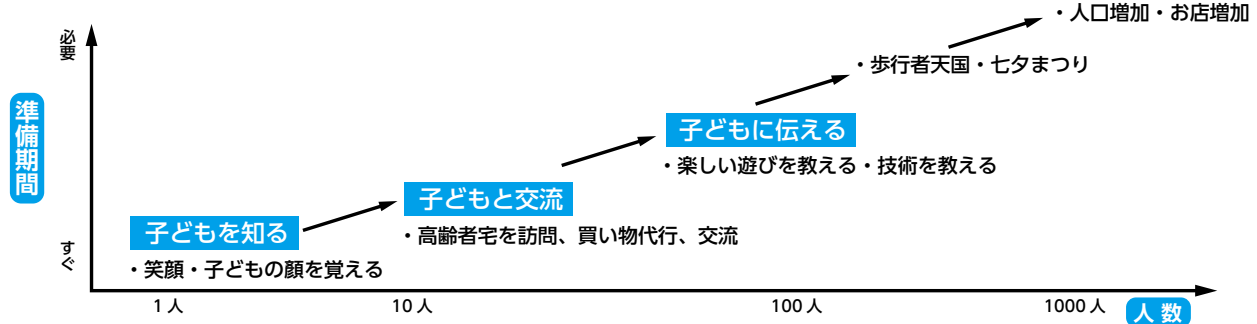 ・人口増加・お店増加
必要
・歩行者天国・七夕まつり
準備期間
子どもに伝える
・楽しい遊びを教える・技術を教える
子どもと交流
・高齢者宅を訪問、買い物代行、交流
子どもを知る
・笑顔・子どもの顔を覚える
すぐ
1人
10人
100人
1000人
人数